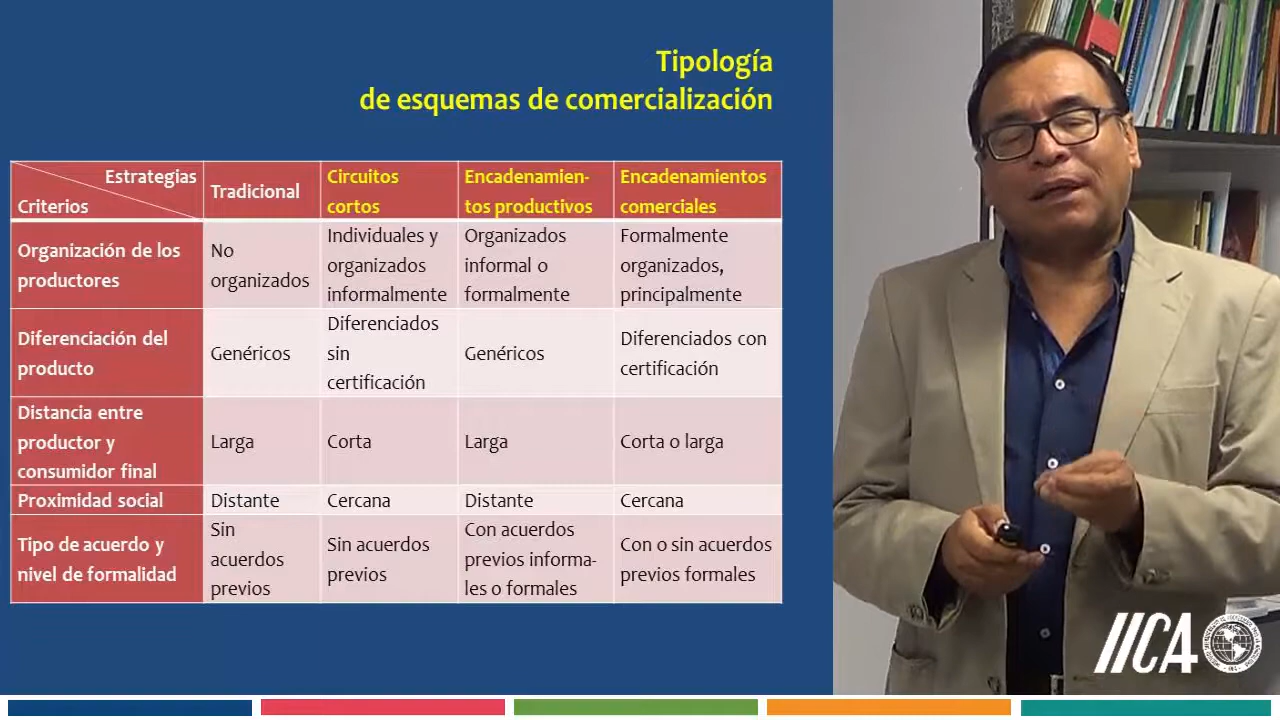 Tipología
de esquemas de comercialización
Estrategias
Criterios
Tradicional
Circuitos
cortos
Encadenamien-
tos productivos
Encadenamientos
comerciales
Organización de los
productores
No
organizados
Individuales y
organizados
informalmente
Organizados
informal o
formalmente
Formalmente
organizados,
principalmente
Diferenciación del
producto
Genéricos
Diferenciados
sin
certificación
Genéricos
Diferenciados con
certificación
Distancia entre
productor y
consumidor final
Larga
Corta
Larga
Corta o larga
Proximidad social
Distante
Cercana
Distante
Cercana
Tipo de acuerdo y
nivel de formalidad
Sin
acuerdos
previos
Sin acuerdos
previos
Con acuerdos
previos informa-
les o formales
Con o sin acuerdos
previos formales
IICA